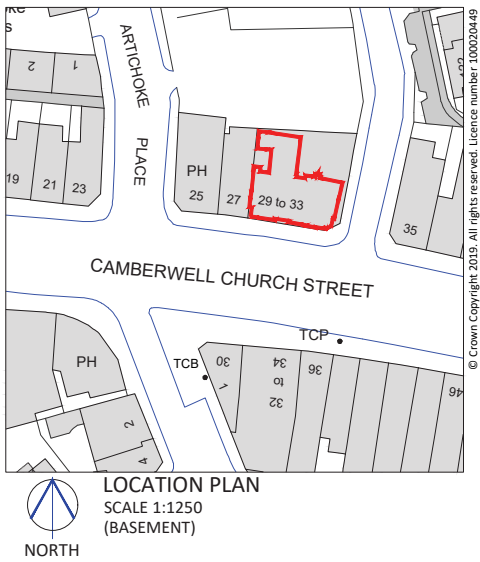 2
1
ARTICHOKE
PLACE
19
21
23
PH
25
27
29 to 33
35
CAMBERWELL CHURCH STREET
TCP
TCB
PH
30
1
34
to
32
36
46
2
4
LOCATION PLAN
SCALE 1:1250
(BASEMENT)
NORTH
© Crown Copyright 2019. All rights reserved. Licence number 100020449